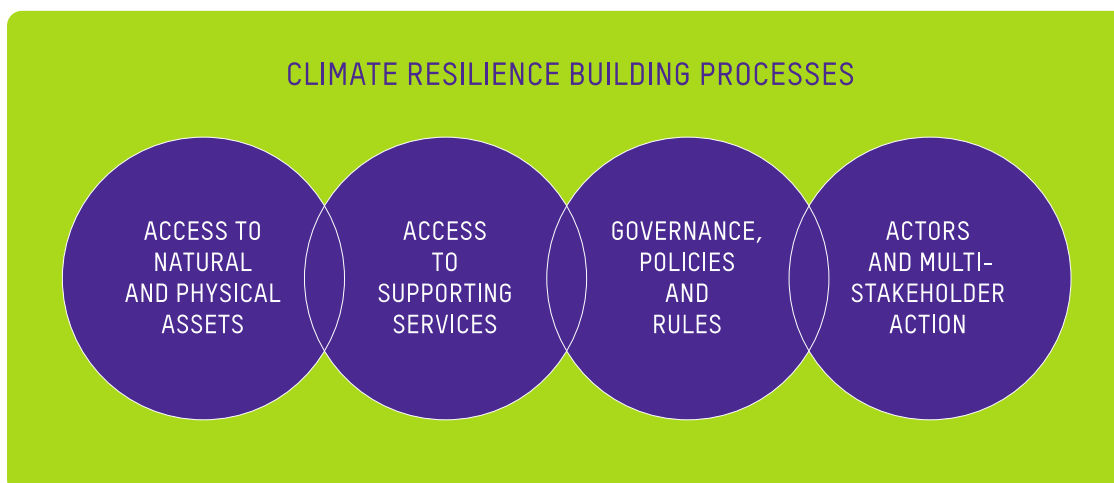 CLIMATE RESILIENCE BUILDING PROCESSES
ACCESS TO
NATURAL
AND PHYSICAL
ASSETS
ACCESS
TO
SUPPORTING
SERVICES
GOVERNANCE,
POLICIES
AND
RULES
ACTORS
AND MULTI-
STAKEHOLDER
ACTION